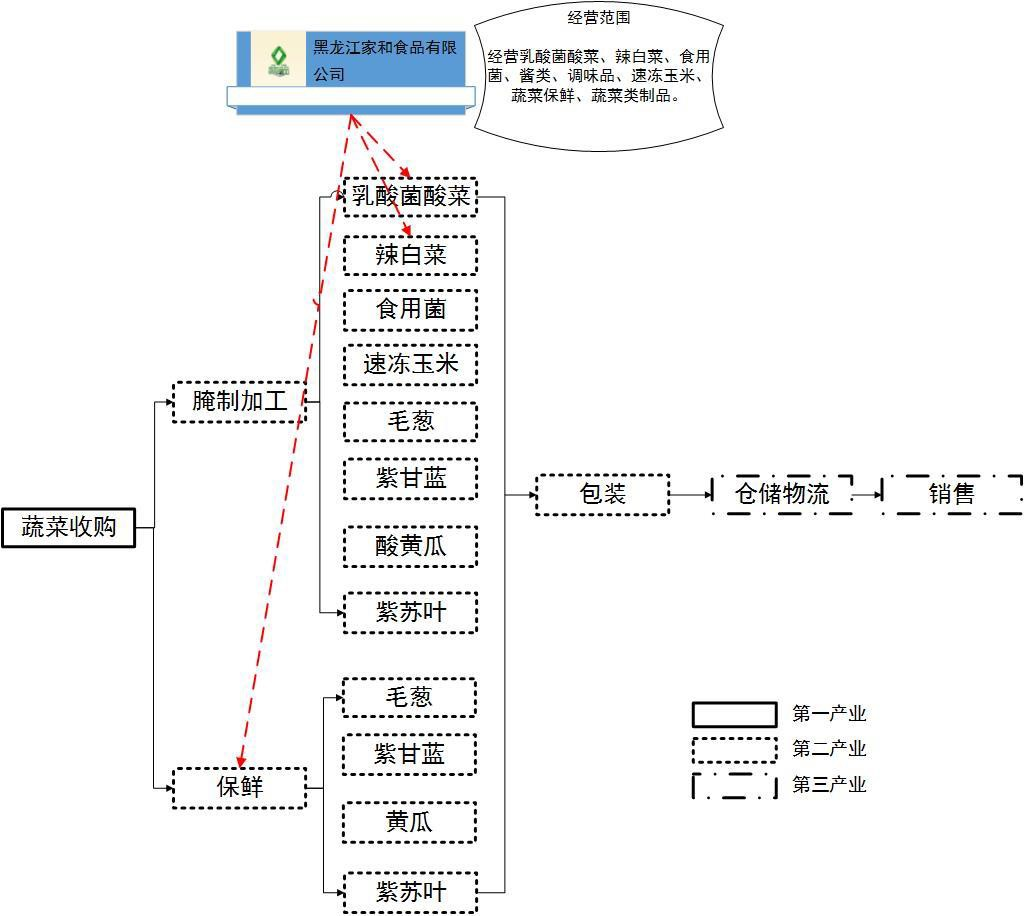 黑龙江家和食品有限
公司
经营范围
经营乳酸菌酸菜、辣白菜、食用
菌、酱类、调味品、速冻玉米、
蔬菜保鲜、蔬菜类制品。
乳酸菌酸菜
辣白菜
食用菌
速冻玉米
腌制加工
毛葱
紫甘蓝
包装
仓储物流
销售
蔬菜收购
酸黄瓜
紫苏叶
毛葱
紫甘蓝
保鲜
黄瓜
紫苏叶
第一产业
第二产业
第三产业